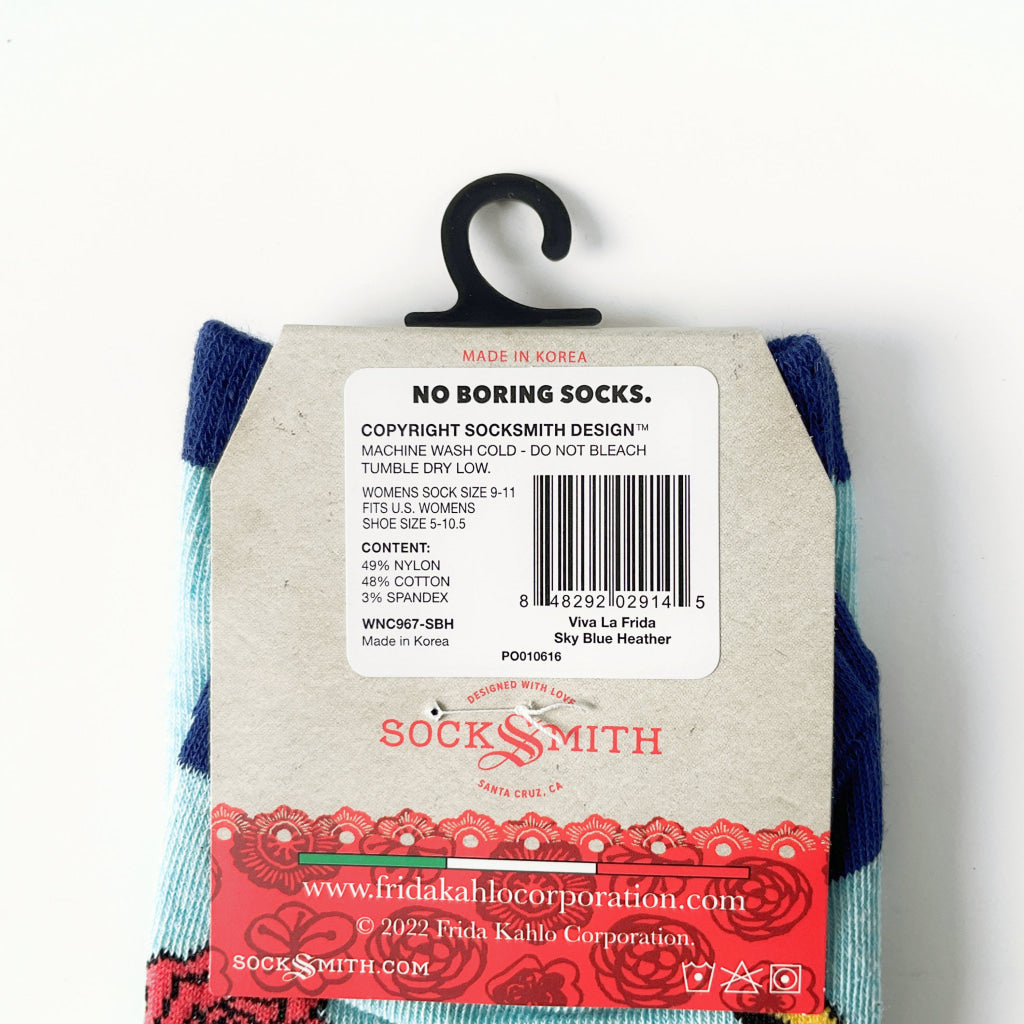 MADE IN KOREA
NO BORING SOCKS.
COPYRIGHT SOCKSMITH DESIGN™
MACHINE WASH COLD - DO NOT BLEACH
TUMBLE DRY LOW.
WOMENS SOCK SIZE 9-11
FITS U.S. WOMENS
SHOE SIZE 5-10.5
CONTENT:
49% NYLON
48% COTTON
3% SPANDEX
WNC967-SBH
Made in Korea
8 48292 02914 5
Viva La Frida
Sky Blue Heather
PO010616
DESIGNED WITH LOVE
SOCKSMITH
SANTA CRUZ, CA
www.fridakahlocorporation.com
© 2022 Frida Kahlo Corporation.
SOCKSMITH.COM